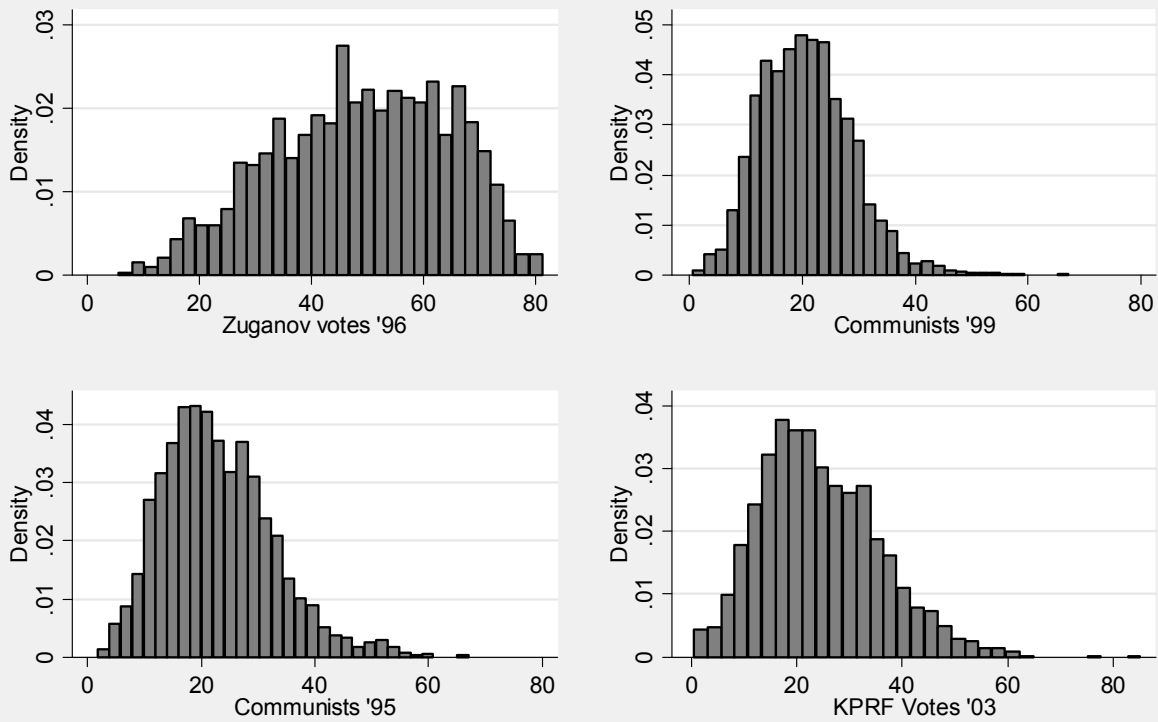 Density
0 .01 .02 .03
0 20 40 60 80
Zuganov votes '96
Density
0 .01 .02 .03 .04 .05
0 20 40 60 80
Communists '99
Density
0 .01 .02 .03 .04
0 20 40 60 80
Communists '95
Density
0 .01 .02 .03 .04
0 20 40 60 80
KPRF Votes '03